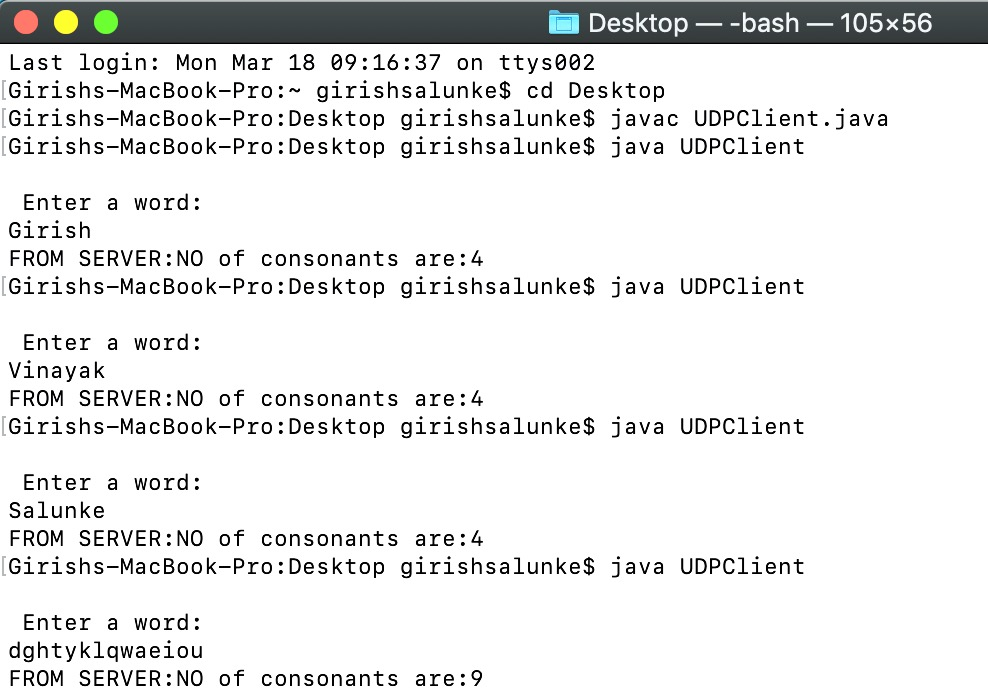 Desktop — -bash — 105×56
Last login: Mon Mar 18 09:16:37 on ttys002
[Girishs-MacBook-Pro:~ girishsalunke$ cd Desktop
[Girishs-MacBook-Pro:Desktop girishsalunke$ javac UDPClient.java
[Girishs-MacBook-Pro:Desktop girishsalunke$ java UDPClient
Enter a word:
Girish
FROM SERVER:NO of consonants are:4
[Girishs-MacBook-Pro:Desktop girishsalunke$ java UDPClient
Enter a word:
Vinayak
FROM SERVER:NO of consonants are:4
[Girishs-MacBook-Pro:Desktop girishsalunke$ java UDPClient
Enter a word:
Salunke
FROM SERVER:NO of consonants are:4
[Girishs-MacBook-Pro:Desktop girishsalunke$ java UDPClient
Enter a word:
dghtyklqwaeiou
FROM SERVER:NO of consonants are:9